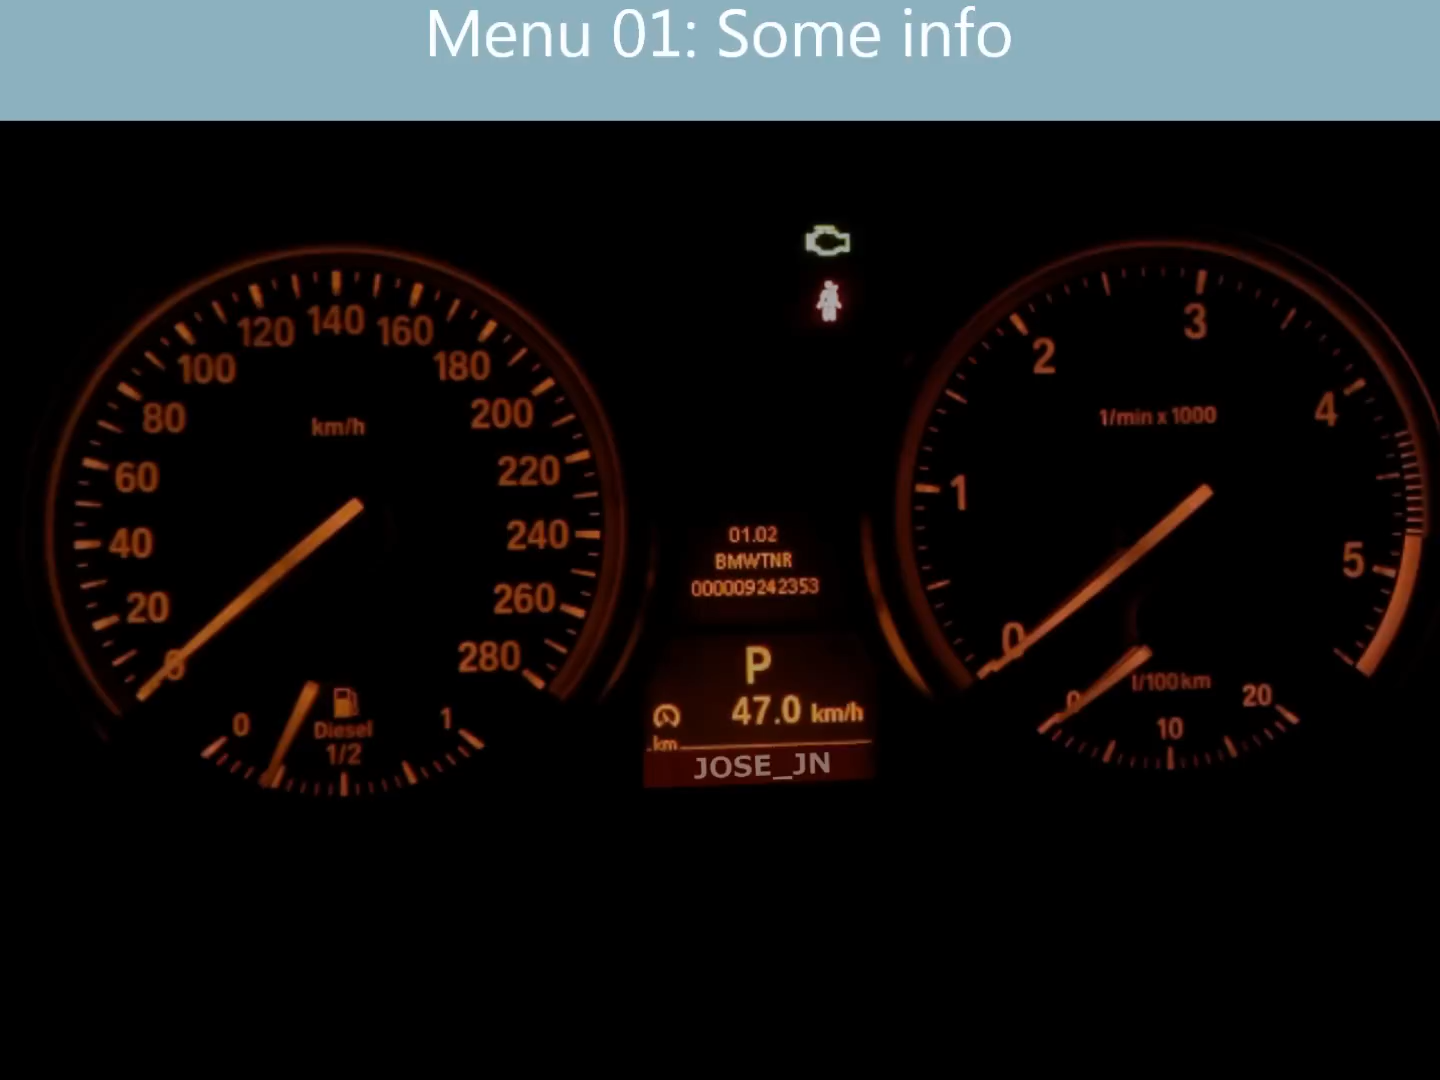 Menu 01: Some info
120 140 160
100 180
80 200
km/h
60 220
40 240
20 260
0 280
0 1
Diesel
1/2
01.02
BMWTNR
000009242353
P
47.0 km/h
km
JOSE_JN
3
2
4
1/min x 1000
1
5
0
l/100km
0 10 20